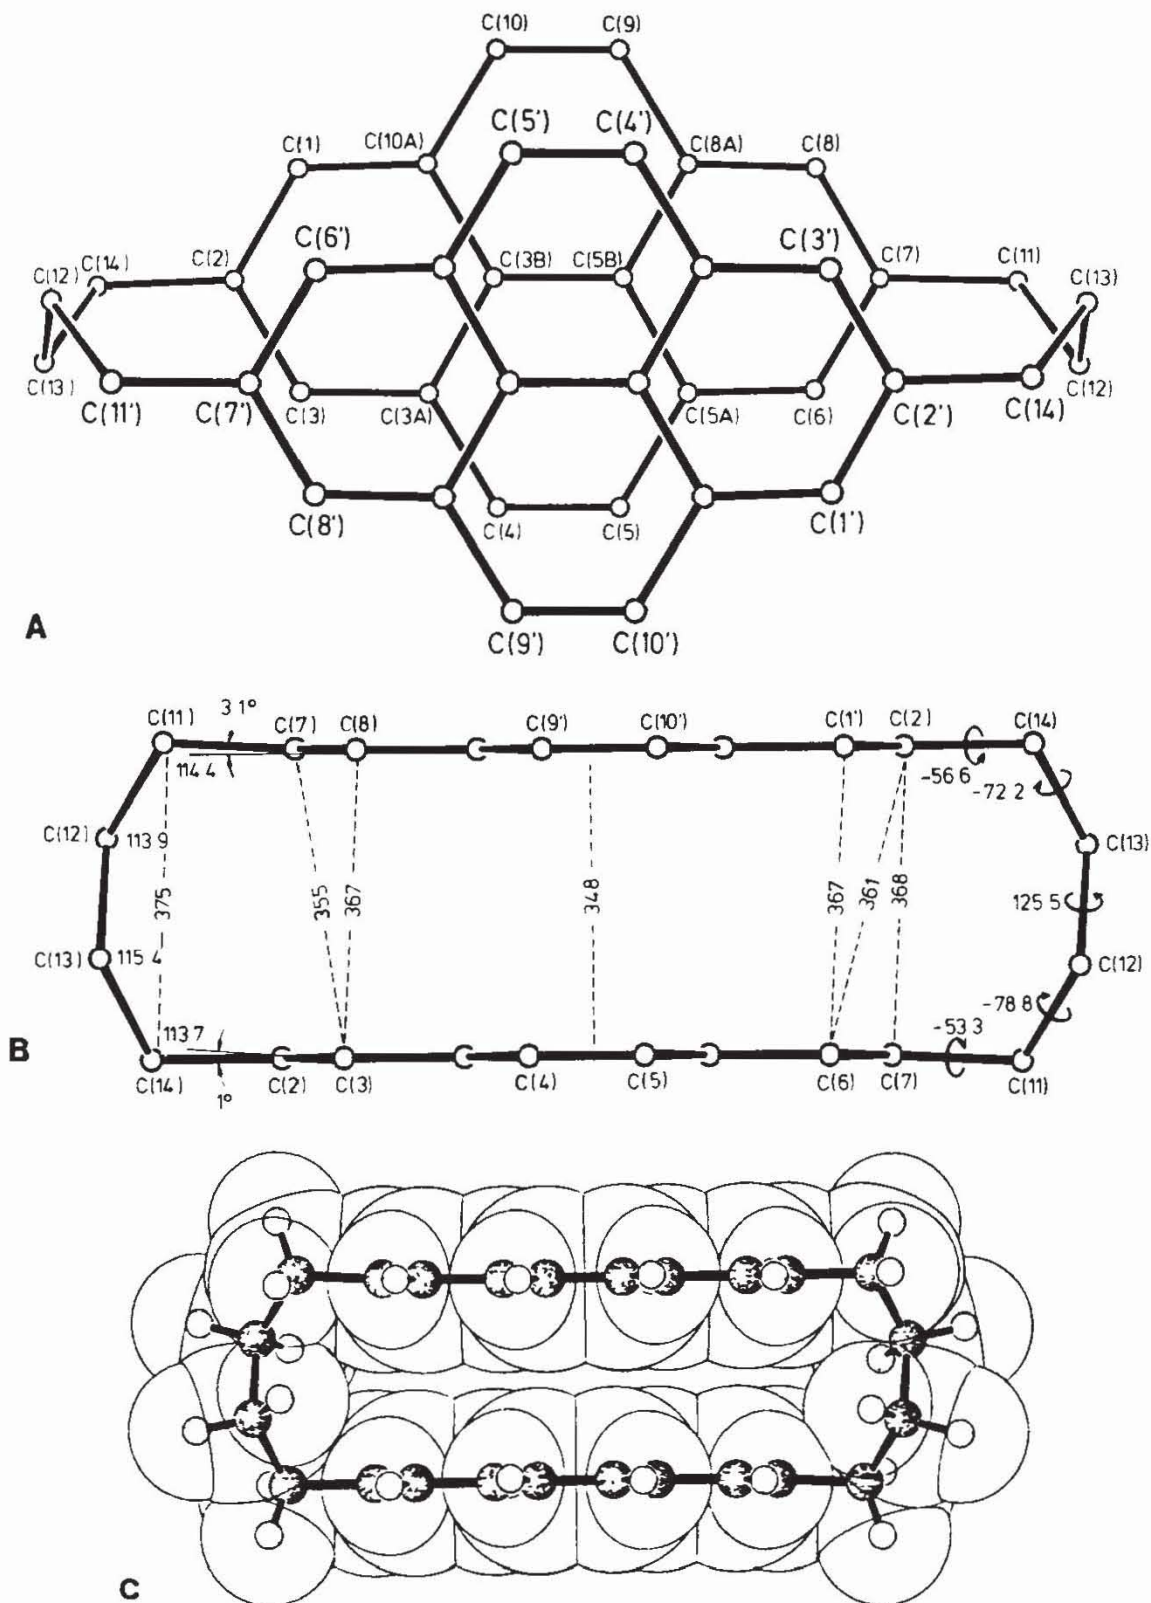 C(10) C(9)
C(5') C(4')
C(1) C(10A) C(8A) C(8)
C(6') C(3')
C(12) C(14) C(2) C(3B) C(5B) C(7) C(11) C(13)
C(13) C(11') C(7') C(3) C(3A) C(5A) C(6) C(2') C(14) C(12)
C(8') C(4) C(5) C(1')
C(9') C(10')
A
C(11) 3 1° C(7) C(8) C(9') C(10') C(1') C(2) C(14)
114 4 -56 6
-72 2
C(12) 113 9 C(13)
375 355 367 348 367 361 368 125 5
C(13) 115 4 C(12)
-78 8
113 7 -53 3
B
C(14) C(2) C(3) C(4) C(5) C(6) C(7) C(11)
1°
C